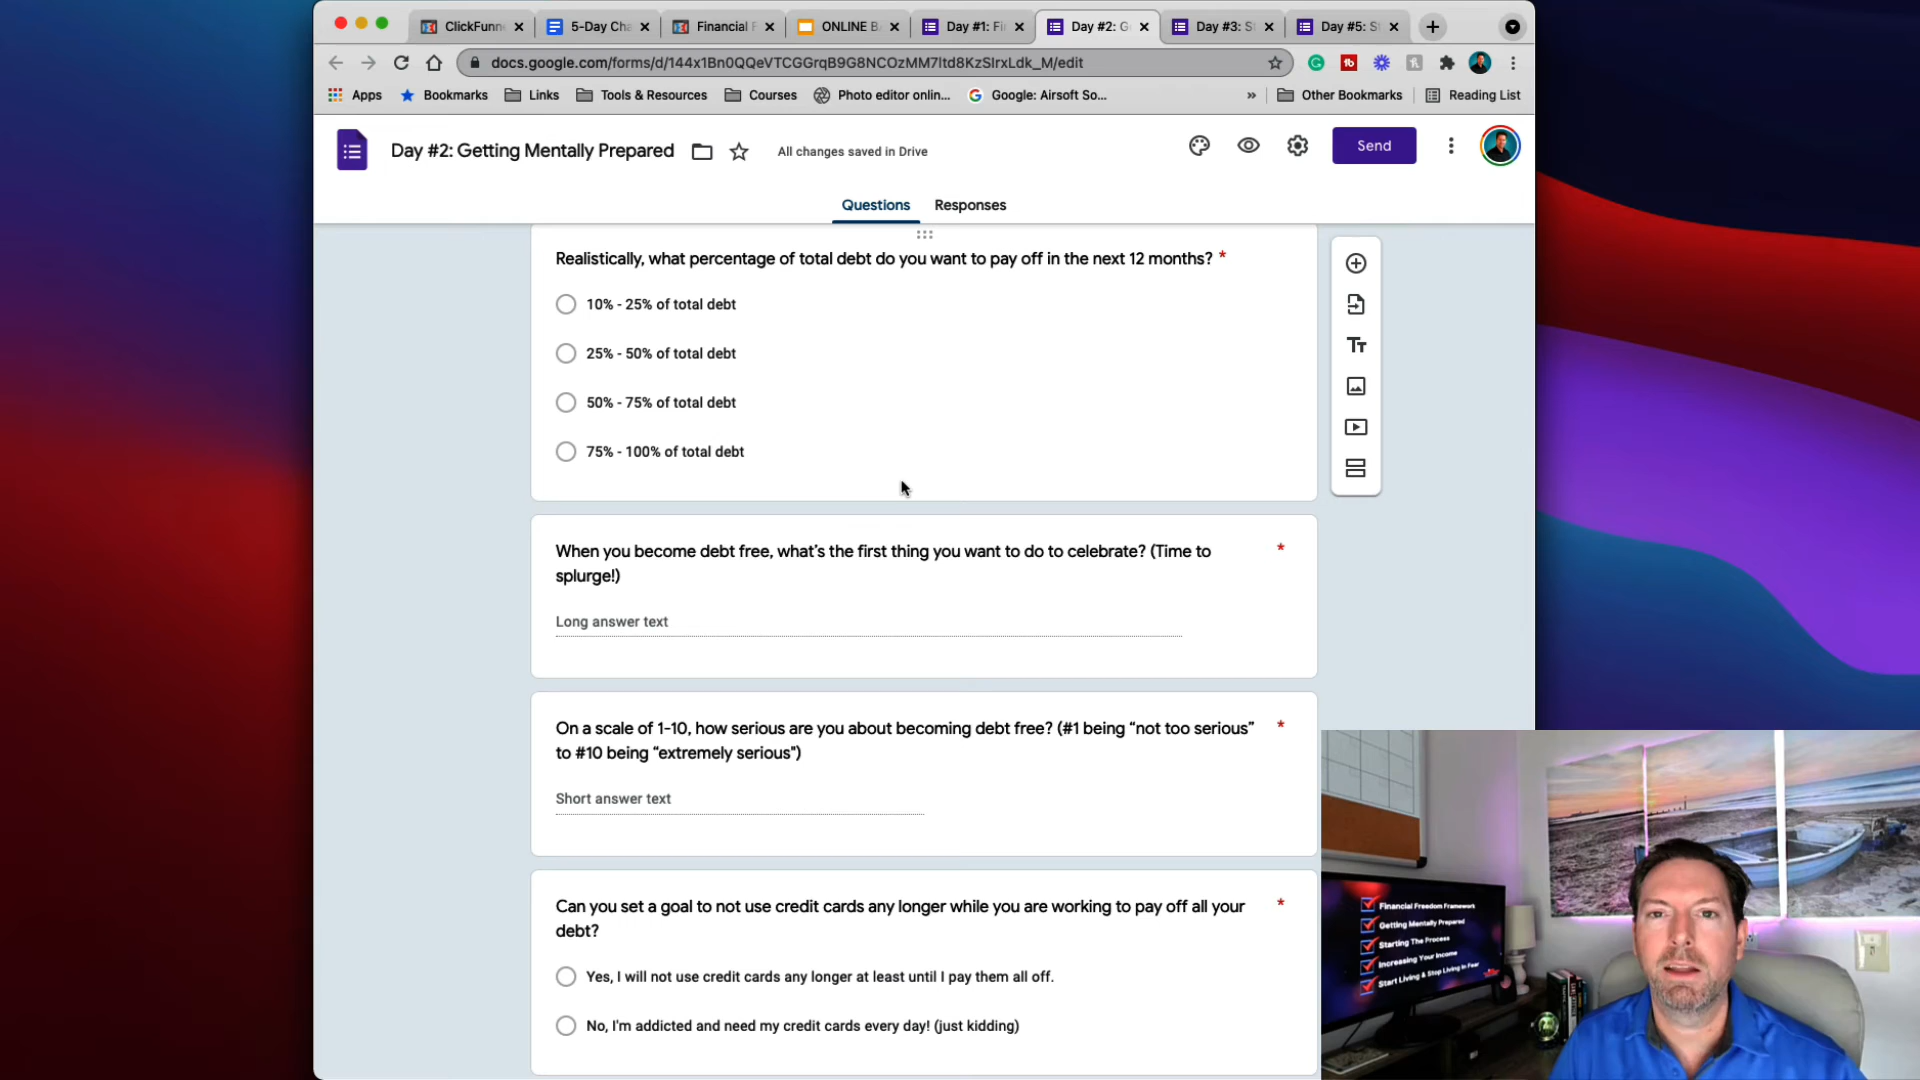 ClickFunne
5-Day Cha
Financial F
ONLINE B
Day #1: Fi
Day #2: G
Day #3: S
Day #5: S
docs.google.com/forms/d/144x1Bn0QQeVTCGGrqB9G8NCOzMM7ltd8KzSIrxLdk_M/edit
Apps
Bookmarks
Links
Tools & Resources
Courses
Photo editor onlin...
Google: Airsoft So...
»
Other Bookmarks
Reading List
Day #2: Getting Mentally Prepared
All changes saved in Drive
Send
Questions
Responses
Realistically, what percentage of total debt do you want to pay off in the next 12 months? *
10% - 25% of total debt
25% - 50% of total debt
50% - 75% of total debt
75% - 100% of total debt
When you become debt free, what's the first thing you want to do to celebrate? (Time to *
splurge!)
Long answer text
On a scale of 1-10, how serious are you about becoming debt free? (#1 being “not too serious” *
to #10 being “extremely serious")
Short answer text
Can you set a goal to not use credit cards any longer while you are working to pay off all your *
debt?
Yes, I will not use credit cards any longer at least until I pay them all off.
No, I'm addicted and need my credit cards every day! (just kidding)
Financial Freedom Framework
Getting Mentally Prepared
Starting The Process
Increasing Your Income
Start Living & Stop Living In Fear